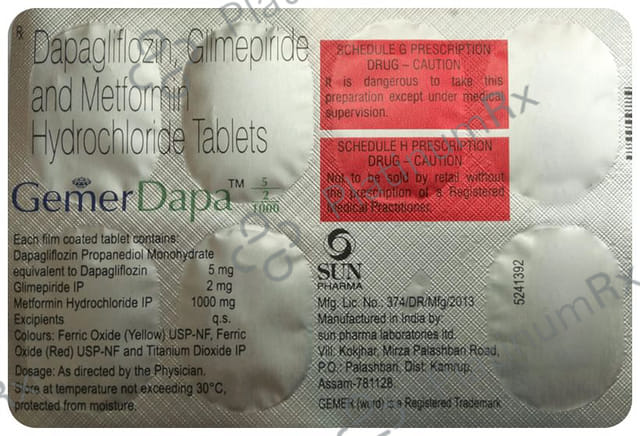 Rx
Dapagliflozin, Glimepiride
and Metformin
Hydrochloride Tablets
GemerDapa™ 5/2/1000
Each film coated tablet contains:
Dapagliflozin Propanediol Monohydrate
equivalent to Dapagliflozin 5 mg
Glimepiride IP 2 mg
Metformin Hydrochloride IP 1000 mg
Excipients q.s.
Colours: Ferric Oxide (Yellow) USP-NF, Ferric
Oxide (Red) USP-NF and Titanium Dioxide IP
Dosage: As directed by the Physician.
Store at temperature not exceeding 30°C,
protected from moisture.
SCHEDULE G PRESCRIPTION
DRUG – CAUTION
It is dangerous to take this
preparation except under medical
supervision.
SCHEDULE H PRESCRIPTION
DRUG – CAUTION
Not to be sold by retail without
the prescription of a Registered
Medical Practitioner.
SUN
PHARMA
Mfg. Lic. No.: 374/DR/Mfg/2013
Manufactured in India by:
sun pharma laboratories ltd.
Vill: Kokjhar, Mirza Palashbari Road,
P.O.: Palashbari, Dist: Kamrup,
Assam-781128.
GEMER (word) is a Registered Trademark
5241392
PlatinumRx